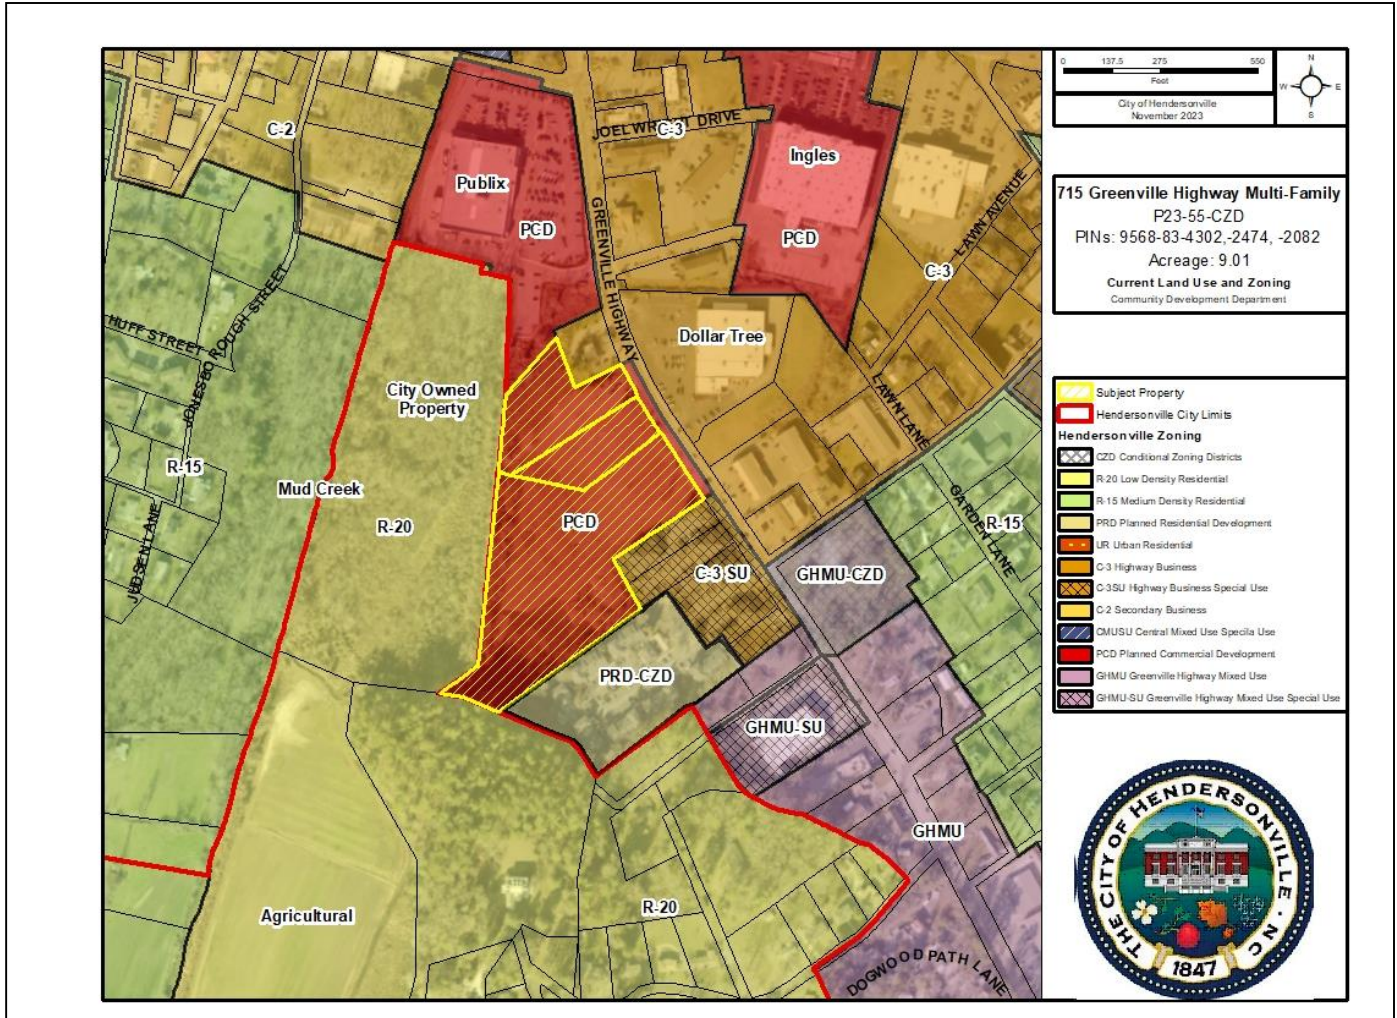 C-2
JOEL WRIGHT DRIVE
C-3
Ingles
Publix
PCD
PCD
GREENVILLE HIGHWAY
LAWN AVENUE
C-3
HUFF STREET
JONESBOROUGH STREET
Dollar Tree
City Owned
Property
LAWN LANE
R-15
Mud Creek
R-20
PCD
GARDEN LANE
R-15
JUDSEN LANE
C-3 SU
GHMU-CZD
PRD-CZD
GHMU-SU
GHMU
Agricultural
R-20
DOGWOOD PATH LANE
0 137.5 275 550
Feet
N
W E
S
City of Hendersonville
November 2023
715 Greenville Highway Multi-Family
P23-55-CZD
PINs: 9568-83-4302,-2474, -2082
Acreage: 9.01
Current Land Use and Zoning
Community Development Department
Subject Property
Hendersonville City Limits
Hendersonville Zoning
CZD Conditional Zoning Districts
R-20 Low Density Residential
R-15 Medium Density Residential
PRD Planned Residential Development
UR Urban Residential
C-3 Highway Business
C-3SU Highway Business Special Use
C-2 Secondary Business
CMUSU Central Mixed Use Specila Use
PCD Planned Commercial Development
GHMU Greenville Highway Mixed Use
GHMU-SU Greenville Highway Mixed Use Special Use
THE CITY OF HENDERSONVILLE · NC
1847